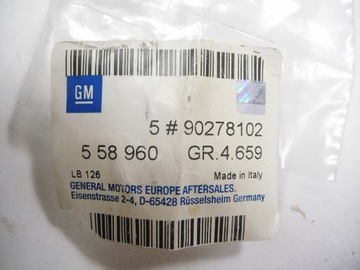 GM
5 # 90278102
5 58 960 GR.4.659
LB 126 Made in Italy
GENERAL MOTORS EUROPE AFTERSALES.
Eisenstrasse 2-4, D-65428 Rüsselsheim Germany